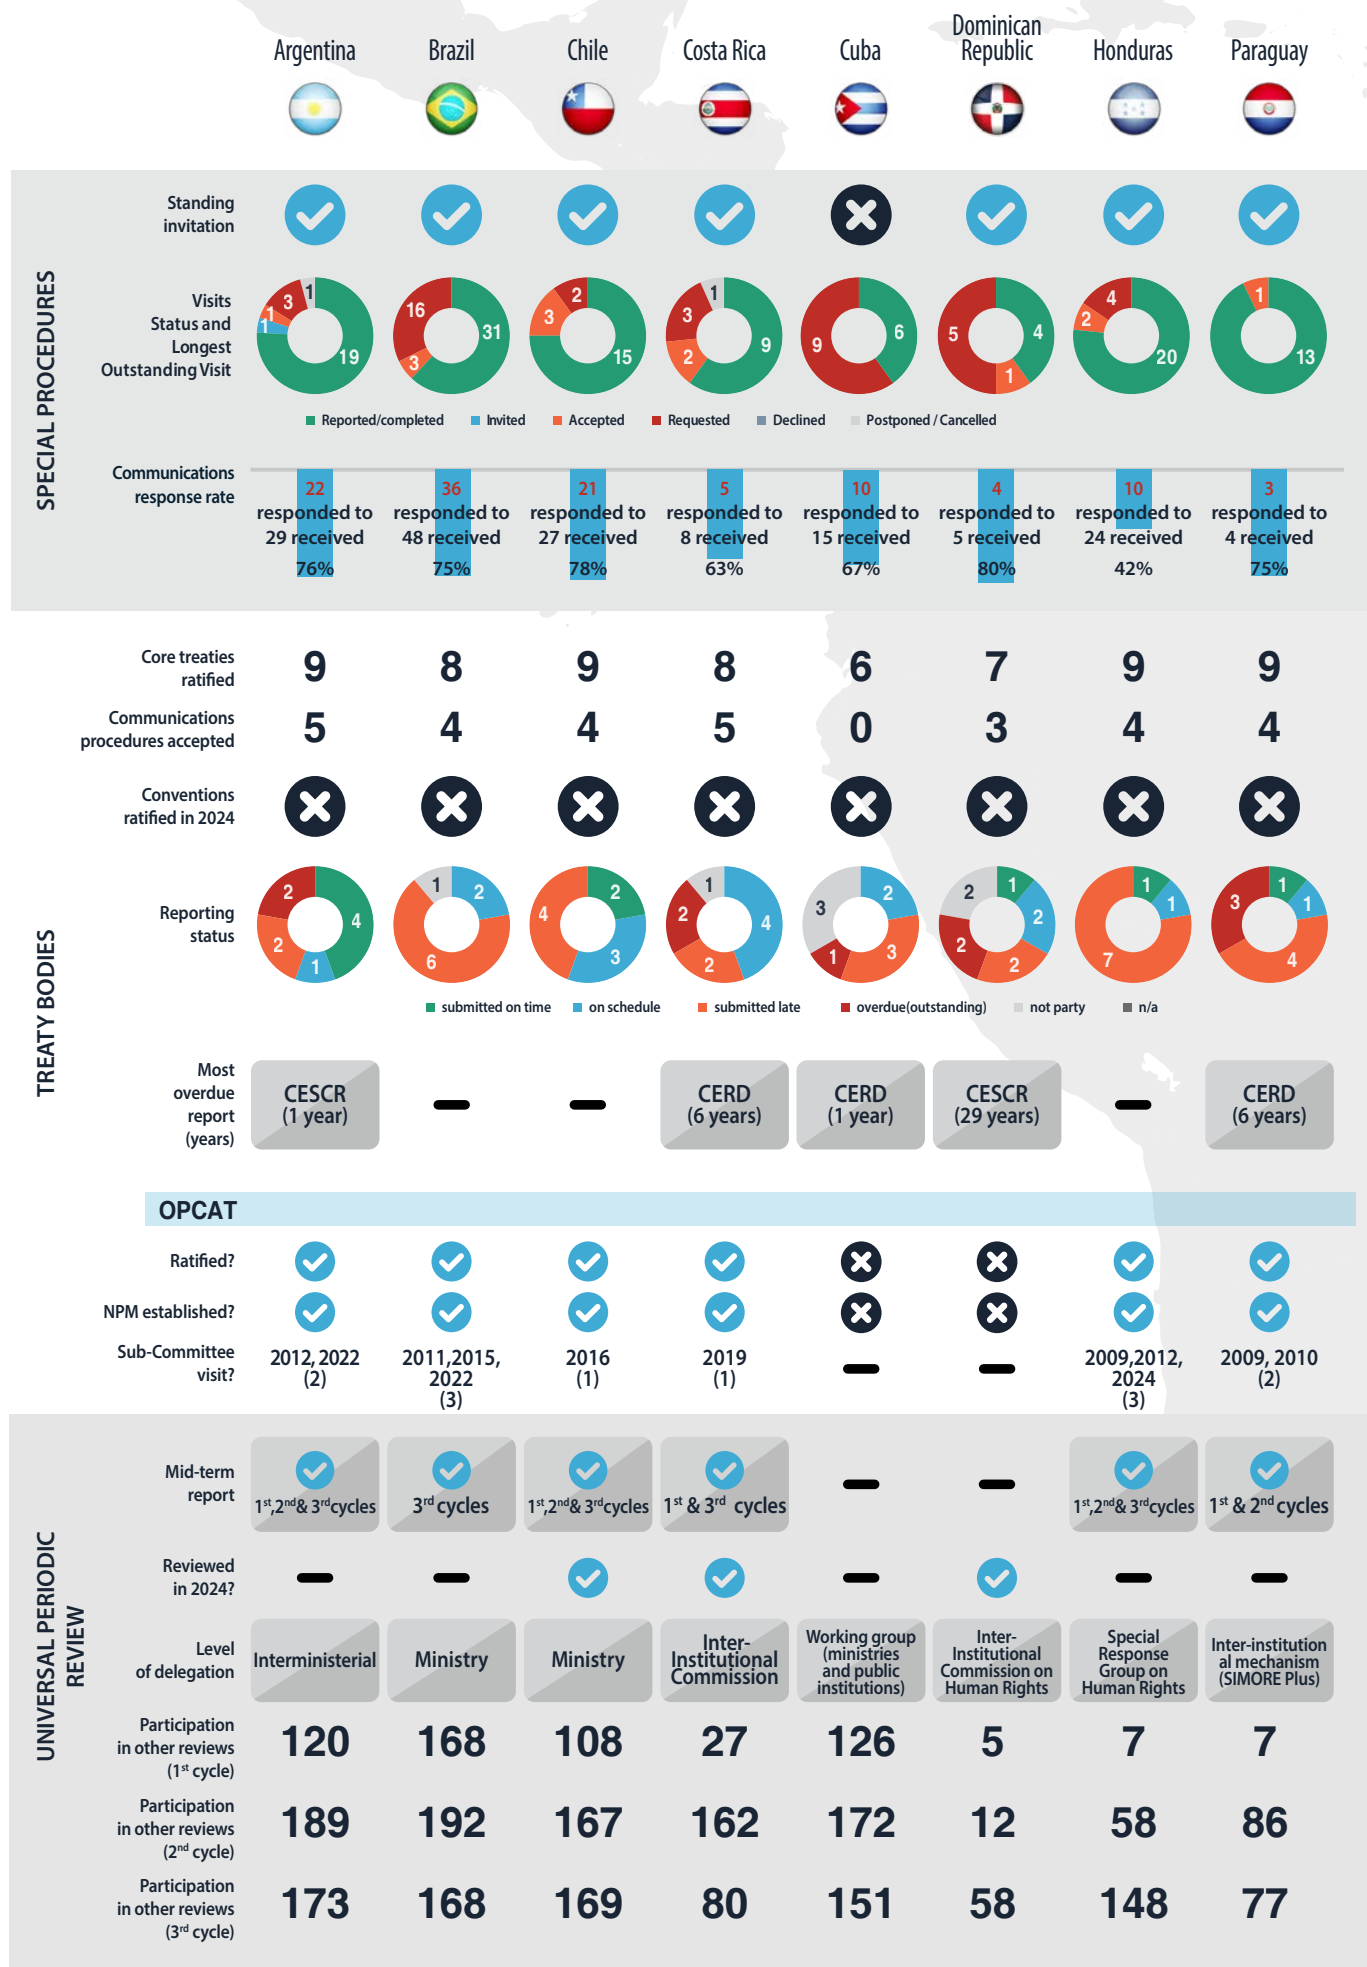 Argentina
Brazil
Chile
Costa Rica
Cuba
Dominican
Republic
Honduras
Paraguay
SPECIAL PROCEDURES
Standing
invitation
Visits
Status and
Longest
Outstanding Visit
1 3 1 1 19
16 3 31
2 3 15
1 3 2 9
9 6
5 1 4
4 2 20
1 13
Reported/completed Invited Accepted Requested Declined Postponed / Cancelled
Communications
response rate
22
responded to
29 received
76%
36
responded to
48 received
75%
21
responded to
27 received
78%
5
responded to
8 received
63%
10
responded to
15 received
67%
4
responded to
5 received
80%
10
responded to
24 received
42%
3
responded to
4 received
75%
TREATY BODIES
Core treaties
ratified
9 8 9 8 6 7 9 9
Communications
procedures accepted
5 4 4 5 0 3 4 4
Conventions
ratified in 2024
Reporting
status
2 4 2 1
1 2 6
2 4 3
1 2 4 2
3 2 1 3
2 1 2 2 2
1 1 7
3 1 1 4
submitted on time on schedule submitted late overdue(outstanding) not party n/a
Most
overdue
report
(years)
CESCR
(1 year)
CERD
(6 years)
CERD
(1 year)
CESCR
(29 years)
CERD
(6 years)
OPCAT
Ratified?
NPM established?
Sub-Committee
visit?
2012, 2022
(2)
2011,2015,
2022
(3)
2016
(1)
2019
(1)
2009,2012,
2024
(3)
2009, 2010
(2)
UNIVERSAL PERIODIC
REVIEW
Mid-term
report
1st,2nd& 3rdcycles
3rd cycles
1st,2nd& 3rdcycles
1st & 3rd cycles
1st,2nd& 3rdcycles
1st & 2nd cycles
Reviewed
in 2024?
Level
of delegation
Interministerial
Ministry
Ministry
Inter-
Institutional
Commission
Working group
(ministries
and public
institutions)
Inter-
Institutional
Commission on
Human Rights
Special
Response
Group on
Human Rights
Inter-institution
al mechanism
(SIMORE Plus)
Participation
in other reviews
(1st cycle)
120 168 108 27 126 5 7 7
Participation
in other reviews
(2nd cycle)
189 192 167 162 172 12 58 86
Participation
in other reviews
(3rd cycle)
173 168 169 80 151 58 148 77